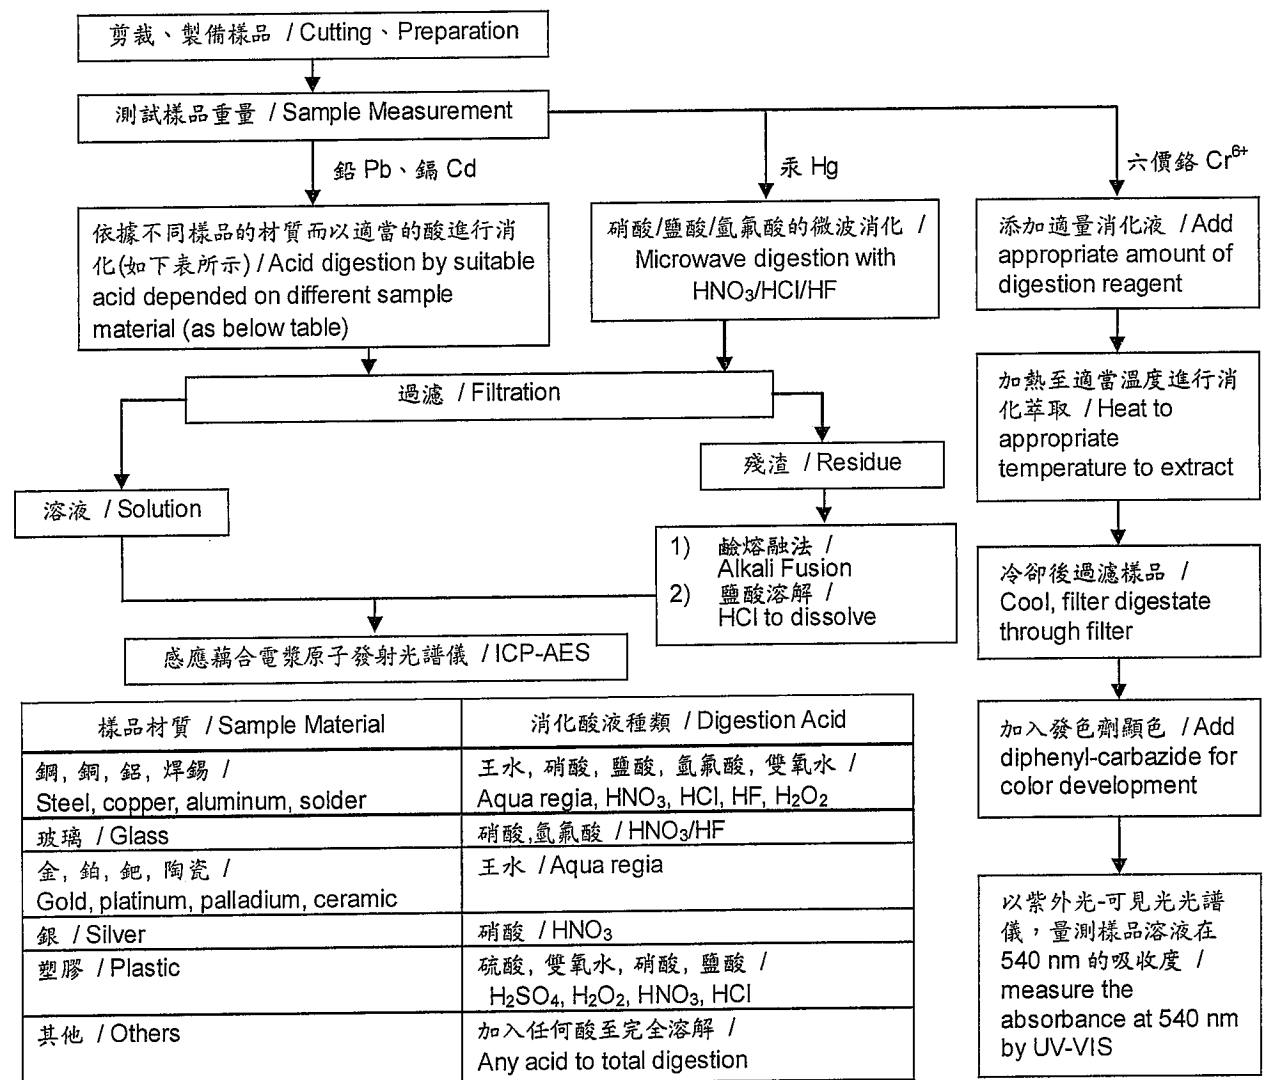 剪裁、製備樣品 / Cutting、Preparation
測試樣品重量 / Sample Measurement
鉛 Pb、鎘 Cd
汞 Hg
六價鉻 Cr6+
依據不同樣品的材質而以適當的酸進行消
化(如下表所示) / Acid digestion by suitable
acid depended on different sample
material (as below table)
硝酸/鹽酸/氫氟酸的微波消化 /
Microwave digestion with
HNO3/HCl/HF
添加適量消化液 / Add
appropriate amount of
digestion reagent
過濾 / Filtration
加熱至適當溫度進行消
化萃取 / Heat to
appropriate
temperature to extract
殘渣 / Residue
溶液 / Solution
1) 鹼熔融法 /
Alkali Fusion
2) 鹽酸溶解 /
HCl to dissolve
冷卻後過濾樣品 /
Cool, filter digestate
through filter
感應藕合電漿原子發射光譜儀 / ICP-AES
加入發色劑顯色 / Add
diphenyl-carbazide for
color development
以紫外光-可見光光譜
儀，量測樣品溶液在
540 nm 的吸收度 /
measure the
absorbance at 540 nm
by UV-VIS
樣品材質 / Sample Material
消化酸液種類 / Digestion Acid
鋼, 銅, 鋁, 焊錫 /
Steel, copper, aluminum, solder
王水, 硝酸, 鹽酸, 氫氟酸, 雙氧水 /
Aqua regia, HNO3, HCl, HF, H2O2
玻璃 / Glass
硝酸,氫氟酸 / HNO3/HF
金, 鉑, 鈀, 陶瓷 /
Gold, platinum, palladium, ceramic
王水 / Aqua regia
銀 / Silver
硝酸 / HNO3
塑膠 / Plastic
硫酸, 雙氧水, 硝酸, 鹽酸 /
H2SO4, H2O2, HNO3, HCl
其他 / Others
加入任何酸至完全溶解 /
Any acid to total digestion